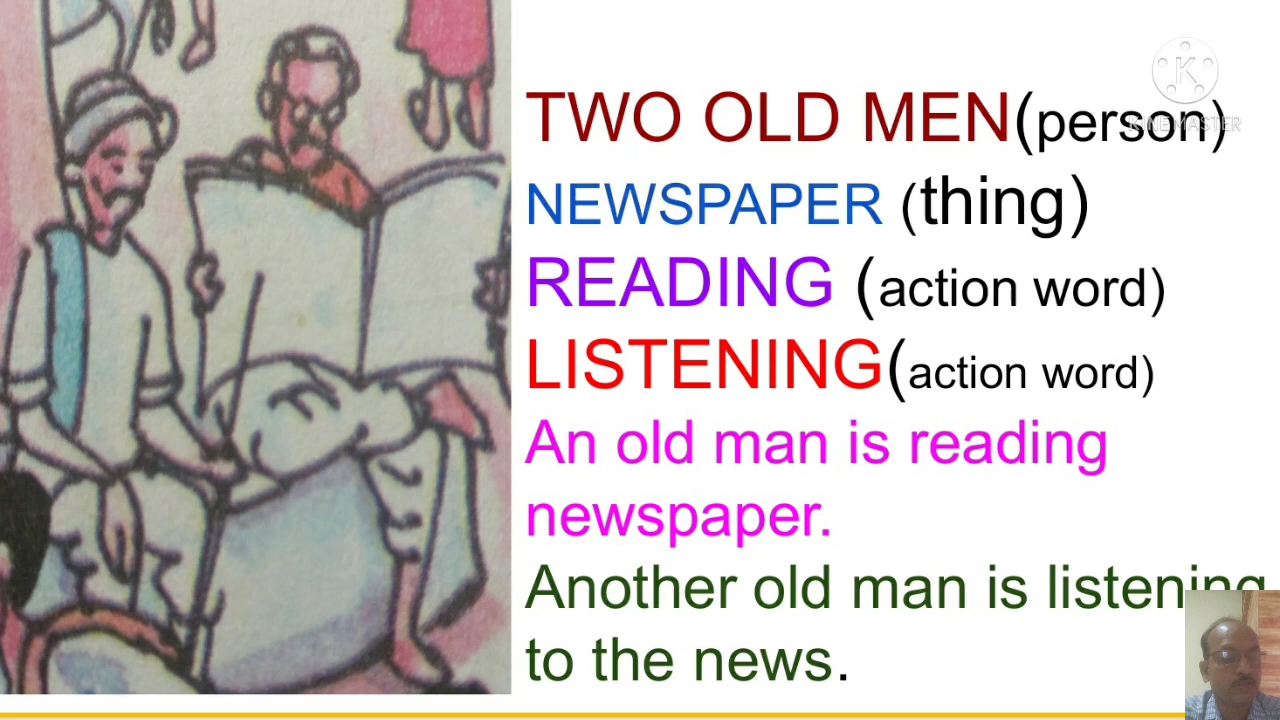 TWO OLD MEN(person)
NEWSPAPER (thing)
READING (action word)
LISTENING(action word)
An old man is reading
newspaper.
Another old man is listening
to the news.
K
KINEMASTER